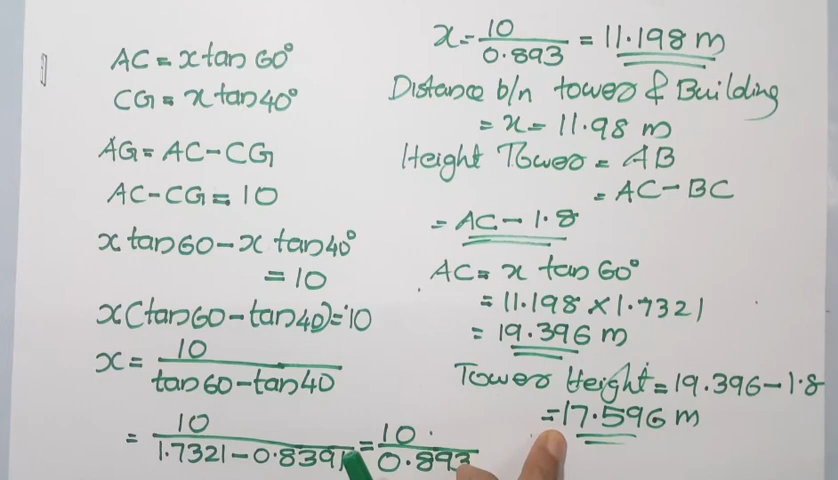 AC = x tan 60°
CG = x tan 40°
AG = AC - CG
AC - CG = 10
x tan 60 - x tan 40°
= 10
x(tan 60 - tan 40) = 10
x = 10 / tan 60 - tan 40
= 10 / 1.7321 - 0.8391 = 10 / 0.893
x = 10 / 0.893 = 11.198 m
Distance b/n tower & Building
= x = 11.98 m
Height Tower = AB
= AC - BC
= AC - 1.8
AC = x tan 60°
= 11.198 × 1.7321
= 19.396 m
Tower Height = 19.396 - 1.8
= 17.596 m